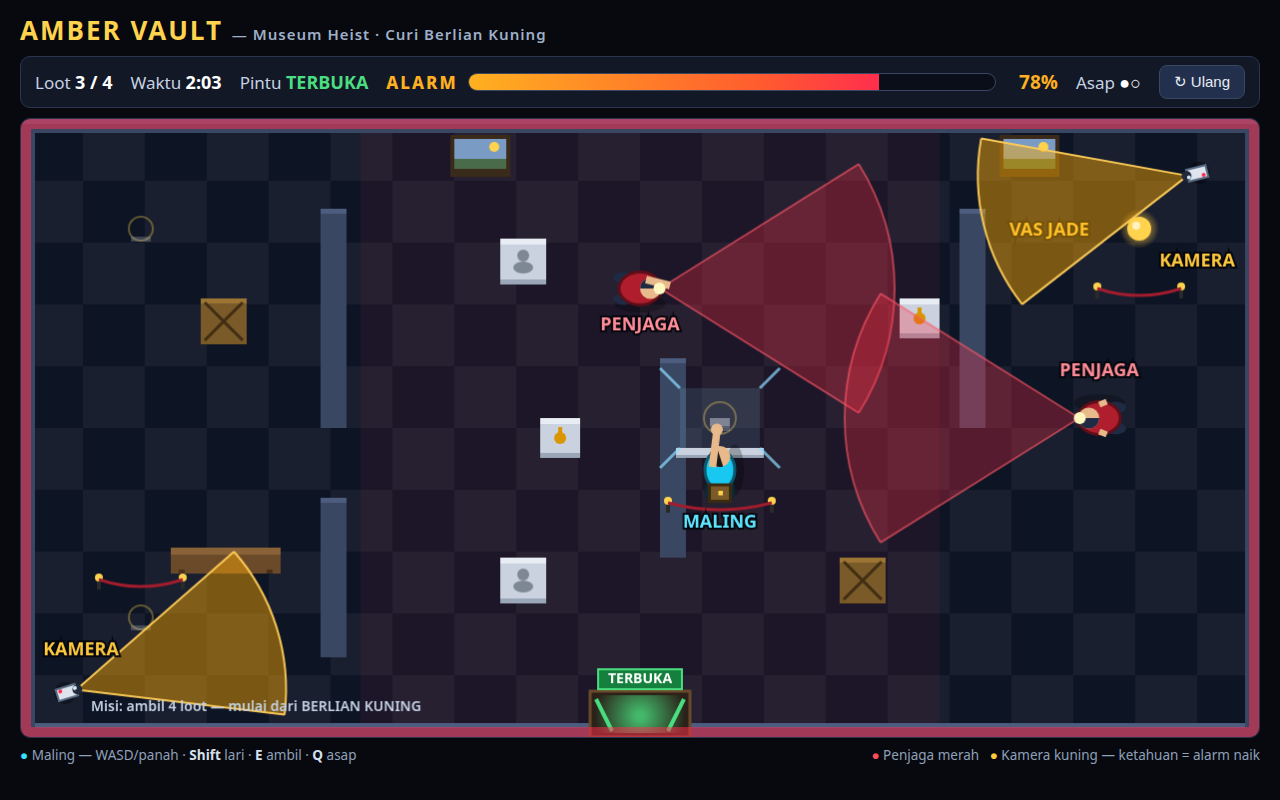 AMBER VAULT — Museum Heist · Curi Berlian Kuning
Loot 3 / 4 Waktu 2:03 Pintu TERBUKA ALARM 78% Asap ●○ ↻ Ulang
VAS JADE
KAMERA
PENJAGA
PENJAGA
MALING
KAMERA
TERBUKA
Misi: ambil 4 loot — mulai dari BERLIAN KUNING
● Maling — WASD/panah · Shift lari · E ambil · Q asap
● Penjaga merah ● Kamera kuning — ketahuan = alarm naik